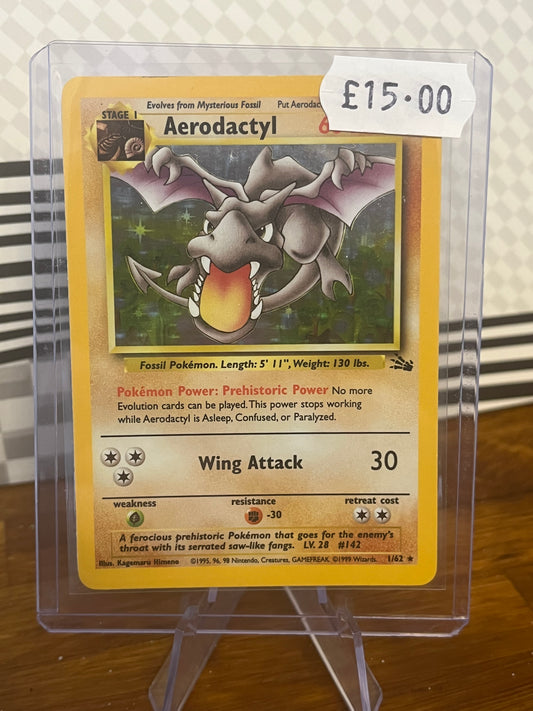 £15.00
Evolves from Mysterious Fossil Put Aerodac
STAGE 1
Aerodactyl 6
Fossil Pokémon. Length: 5' 11", Weight: 130 lbs.
Pokémon Power: Prehistoric Power No more
Evolution cards can be played. This power stops working
while Aerodactyl is Asleep, Confused, or Paralyzed.
Wing Attack 30
weakness resistance retreat cost
-30
A ferocious prehistoric Pokémon that goes for the enemy's
throat with its serrated saw-like fangs. LV. 28 #142
Illus. Kagemaru Himeno ©1995, 96, 98 Nintendo, Creatures, GAMEFREAK. ©1999 Wizards. 1/62 ★